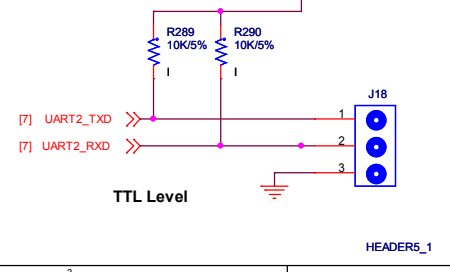 R289
10K/5%
I
R290
10K/5%
I
J18
[7] UART2_TXD
1
[7] UART2_RXD
2
3
TTL Level
HEADER5_1